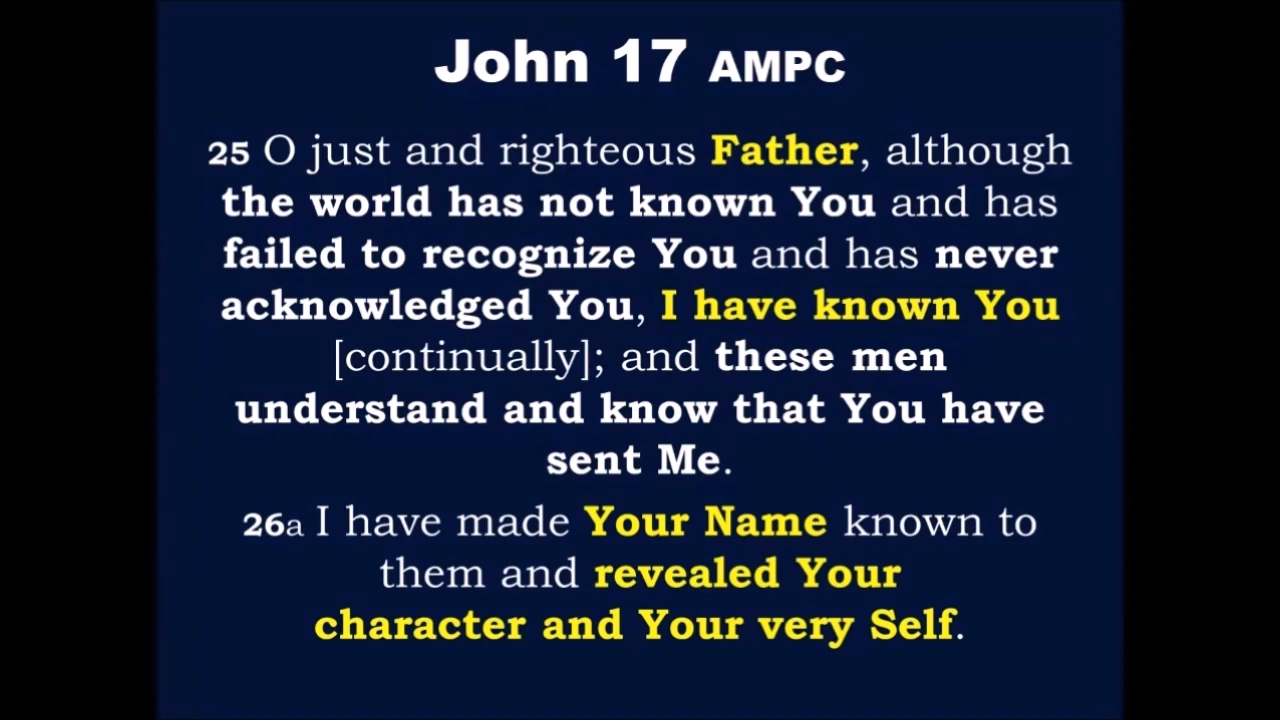 John 17 AMPC
25 O just and righteous Father, although
the world has not known You and has
failed to recognize You and has never
acknowledged You, I have known You
[continually]; and these men
understand and know that You have
sent Me.
26a I have made Your Name known to
them and revealed Your
character and Your very Self.